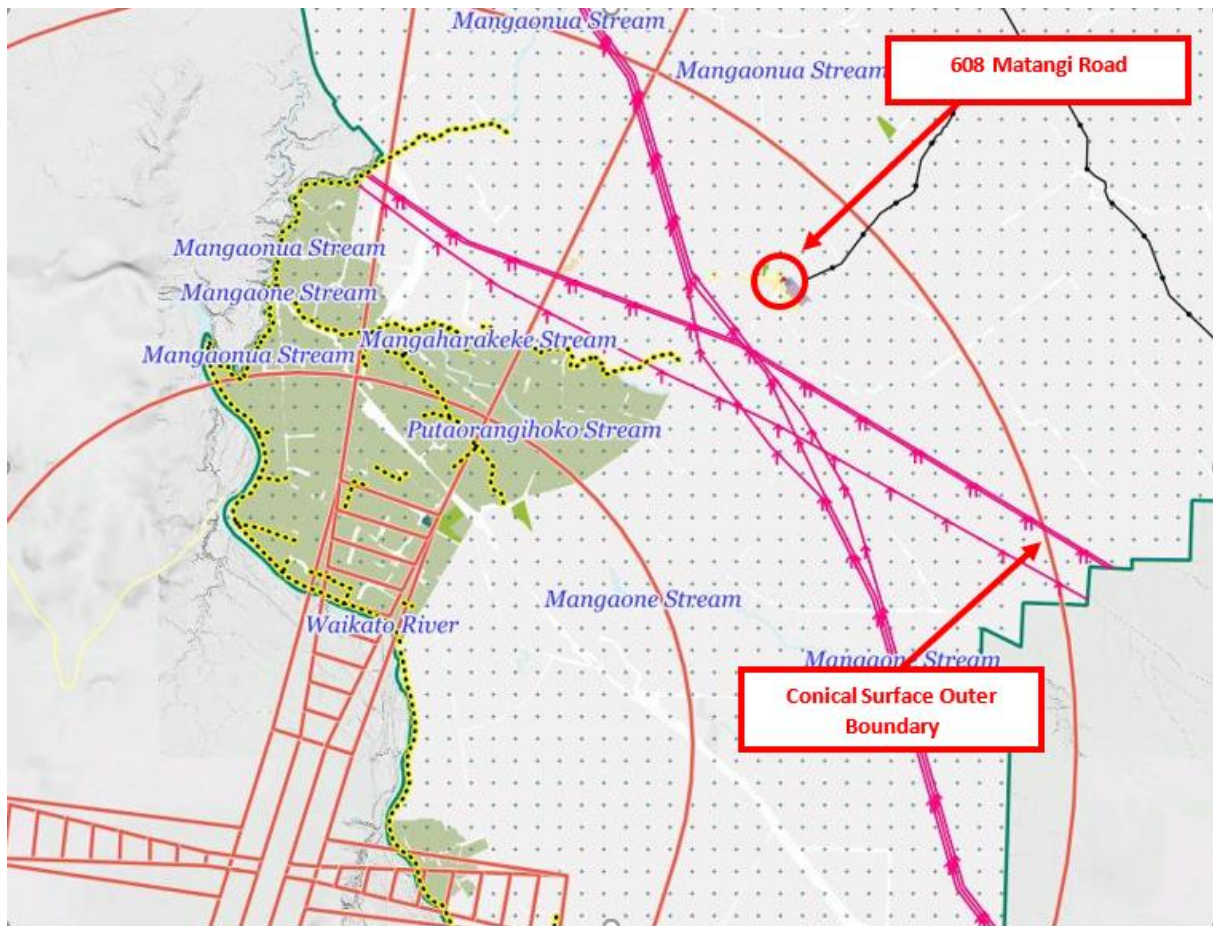 Mangaonua Stream
608 Matangi Road
Mangaonua Stream
Mangaonua Stream
Mangaone Stream
Mangaonua Stream
Mangaharakeke Stream
Putaorangihoko Stream
Mangaone Stream
Waikato River
Mangaone Stream
Conical Surface Outer
Boundary